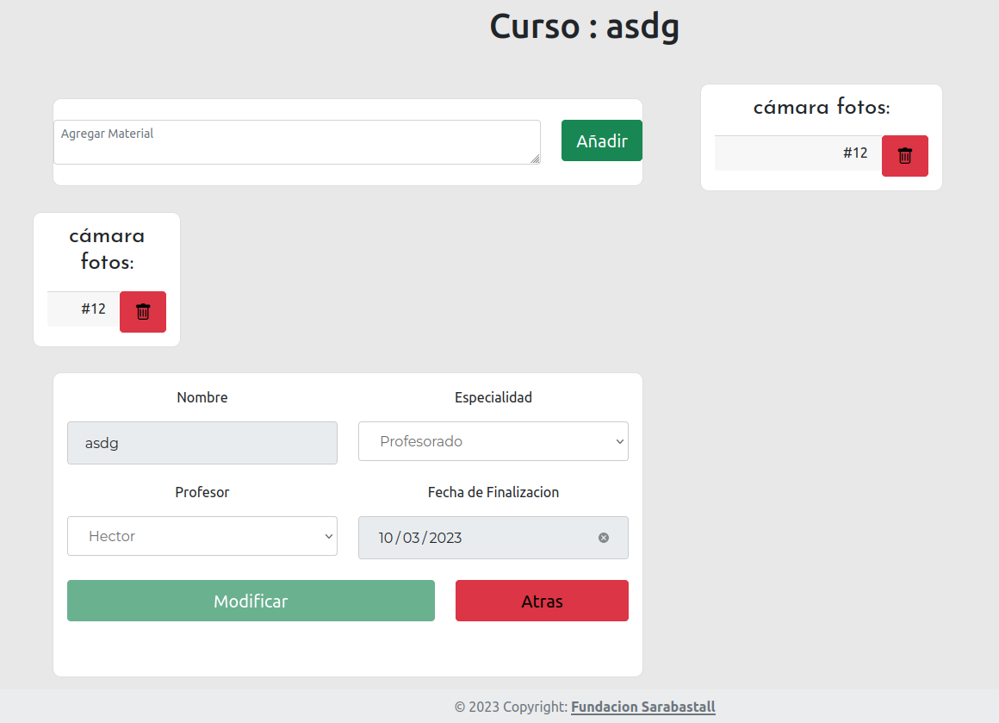 Curso : asdg
Agregar Material
Añadir
cámara fotos:
#12
cámara
fotos:
#12
Nombre
Especialidad
asdg
Profesorado
Profesor
Fecha de Finalizacion
Hector
10/03/2023
Modificar
Atras
© 2023 Copyright: Fundacion Sarabastall